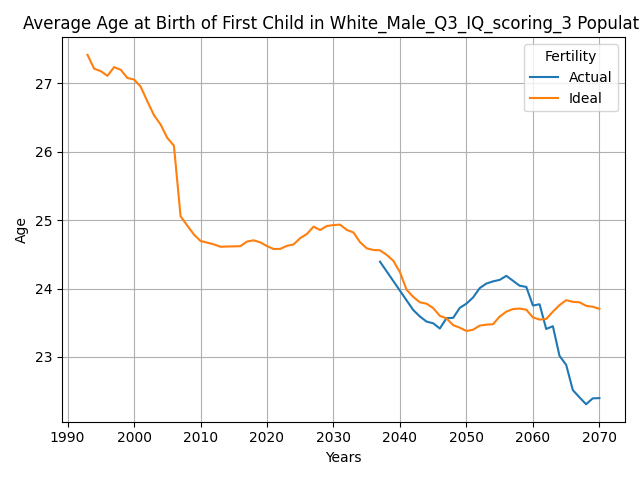 Average Age at Birth of First Child in White_Male_Q3_IQ_scoring_3 Populat
Fertility
Actual
Ideal
Age
27
26
25
24
23
1990 2000 2010 2020 2030 2040 2050 2060 2070
Years